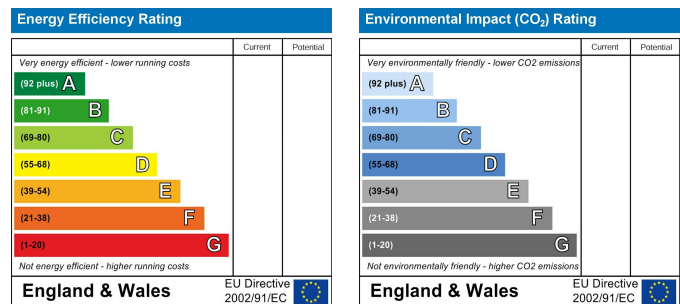 Energy Efficiency Rating
Current Potential
Very energy efficient - lower running costs
(92 plus) A
(81-91) B
(69-80) C
(55-68) D
(39-54) E
(21-38) F
(1-20) G
Not energy efficient - higher running costs
England & Wales
EU Directive
2002/91/EC
Environmental Impact (CO₂) Rating
Current Potential
Very environmentally friendly - lower CO2 emissions
(92 plus) A
(81-91) B
(69-80) C
(55-68) D
(39-54) E
(21-38) F
(1-20) G
Not environmentally friendly - higher CO2 emissions
England & Wales
EU Directive
2002/91/EC